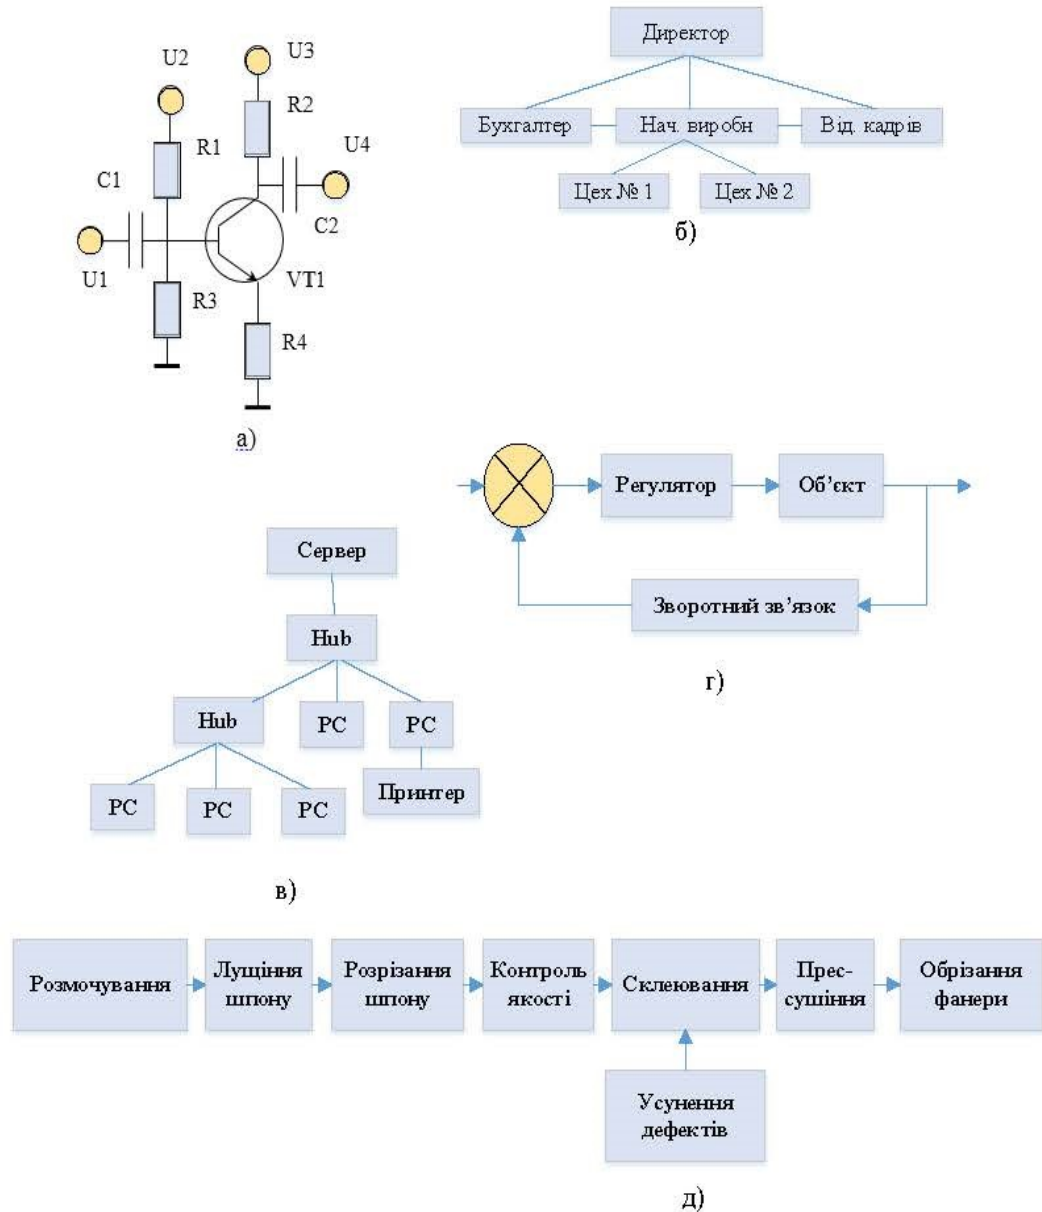 U2
U3
R2
R1
U4
C1
C2
U1
VT1
R3
R4
а)
Директор
Бухгалтер
Нач. виробн
Від. кадрів
Цех № 1
Цех № 2
б)
Сервер
Hub
Hub
PC
PC
PC
PC
PC
Принтер
в)
Регулятор
Об’єкт
Зворотний зв’язок
г)
Розмочування
Лущіння
шпону
Розрізання
шпону
Контроль
якості
Склеювання
Прес-
сушіння
Обрізання
фанери
Усунення
дефектів
д)